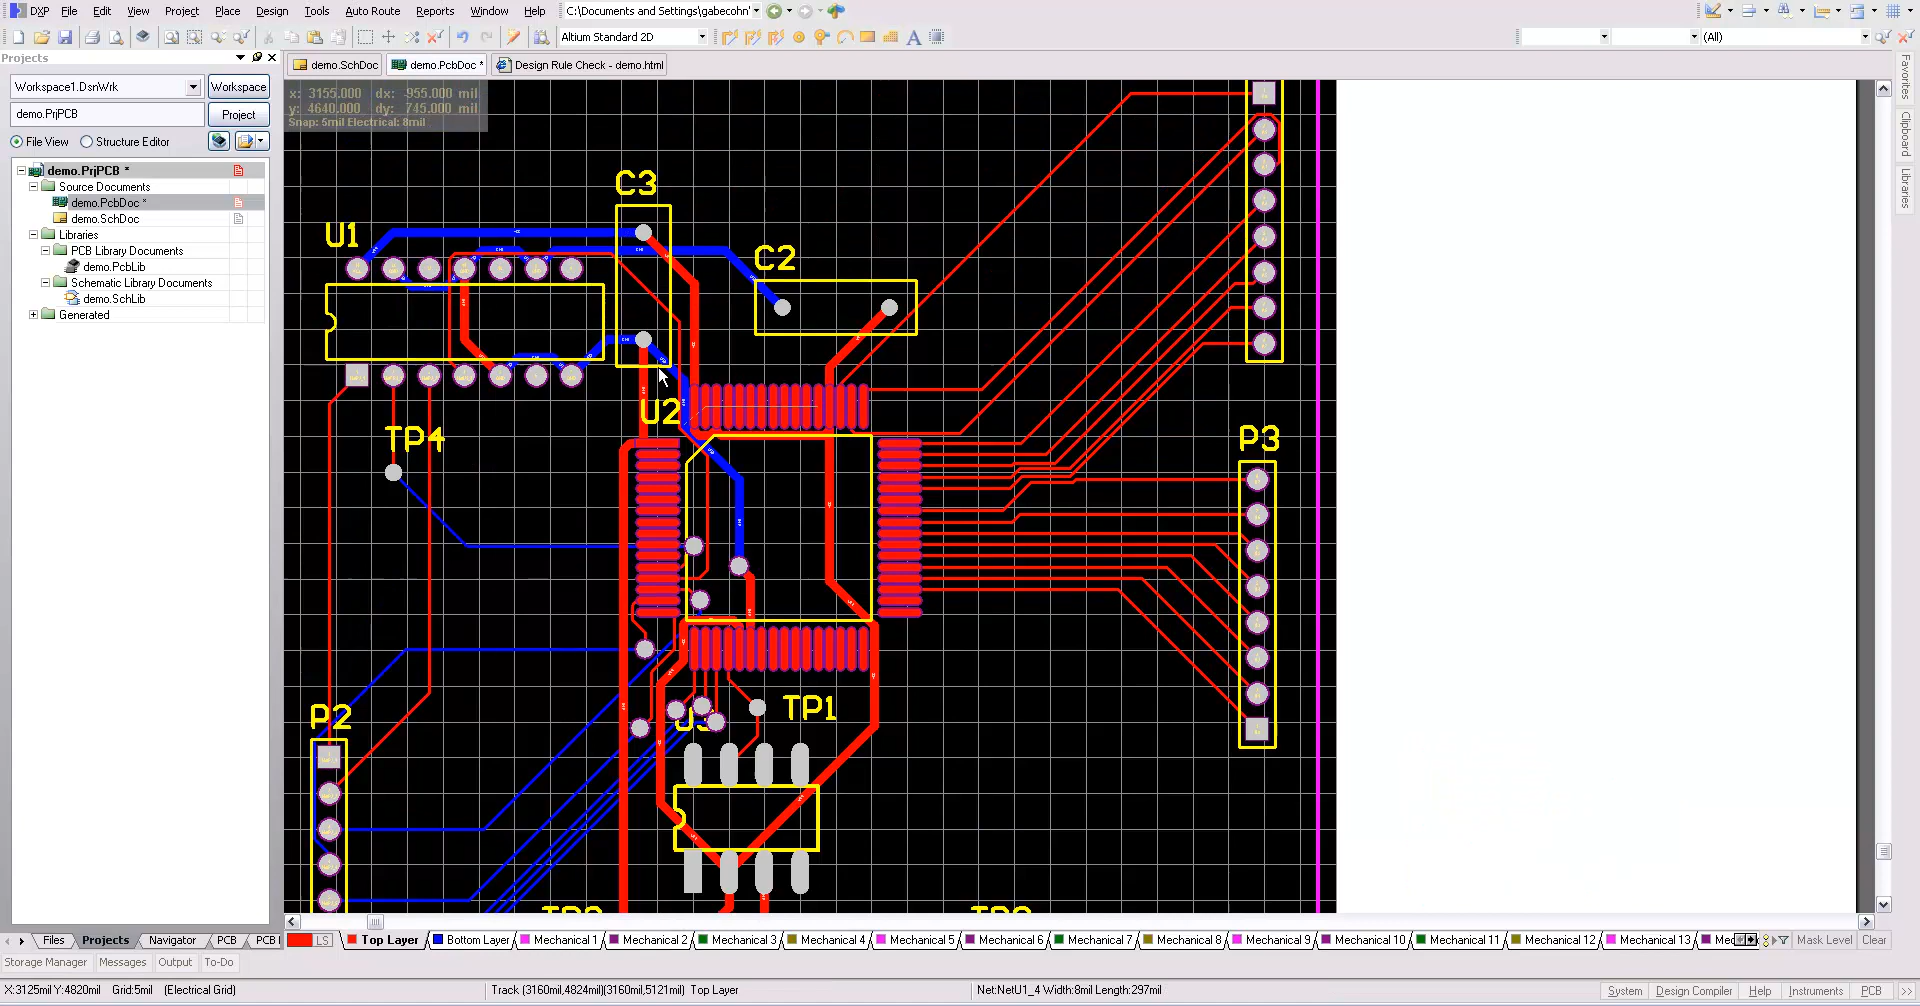 DXP File Edit View Project Place Design Tools Auto Route Reports Window Help C:\Documents and Settings\gabecohn'
Altium Standard 2D
(All)
Projects
demo.SchDoc demo.PcbDoc * Design Rule Check - demo.html
Workspace1.DsnWrk Workspace
demo.PrjPCB Project
File View Structure Editor
demo.PrjPCB *
Source Documents
demo.PcbDoc *
demo.SchDoc
Libraries
PCB Library Documents
demo.PcbLib
Schematic Library Documents
demo.SchLib
Generated
x: 3155.000 dx: -955.000 mil
y: 4640.000 dy: 745.000 mil
Snap: 5mil Electrical: 8mil
C3
U1
C2
U2
TP4
P3
P2
TP1
Favorites
Clipboard
Libraries
Files Projects Navigator PCB PCB I
LS Top Layer Bottom Layer Mechanical 1 Mechanical 2 Mechanical 3 Mechanical 4 Mechanical 5 Mechanical 6 Mechanical 7 Mechanical 8 Mechanical 9 Mechanical 10 Mechanical 11 Mechanical 12 Mechanical 13 Mec Mask Level Clear
Storage Manager Messages Output To-Do
X:3125mil Y:4820mil Grid:5mil (Electrical Grid) Track (3160mil,4824mil)(3160mil,5121mil) Top Layer Net:NetU1_4 Width:8mil Length:297mil System Design Compiler Help Instruments PCB >>